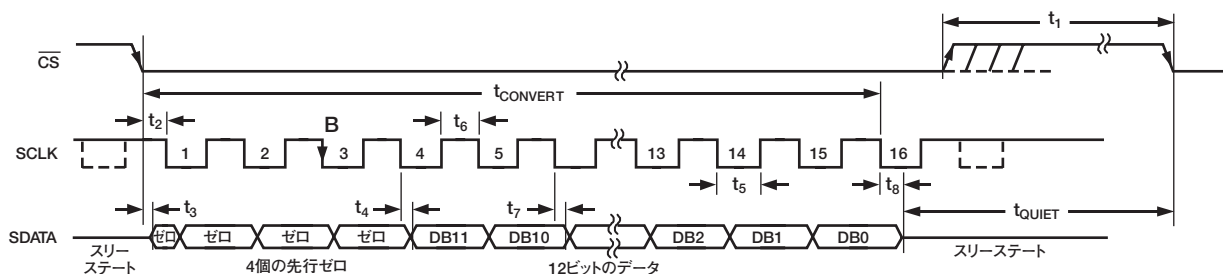 t1
CS
tCONVERT
t2 B t6
SCLK 1 2 3 4 5 13 14 15 16
t5 t8
t3 t4 t7 tQUIET
SDATA ゼロ ゼロ ゼロ ゼロ DB11 DB10 DB2 DB1 DB0
スリー
ステート
4個の先行ゼロ
12ビットのデータ
スリーステート